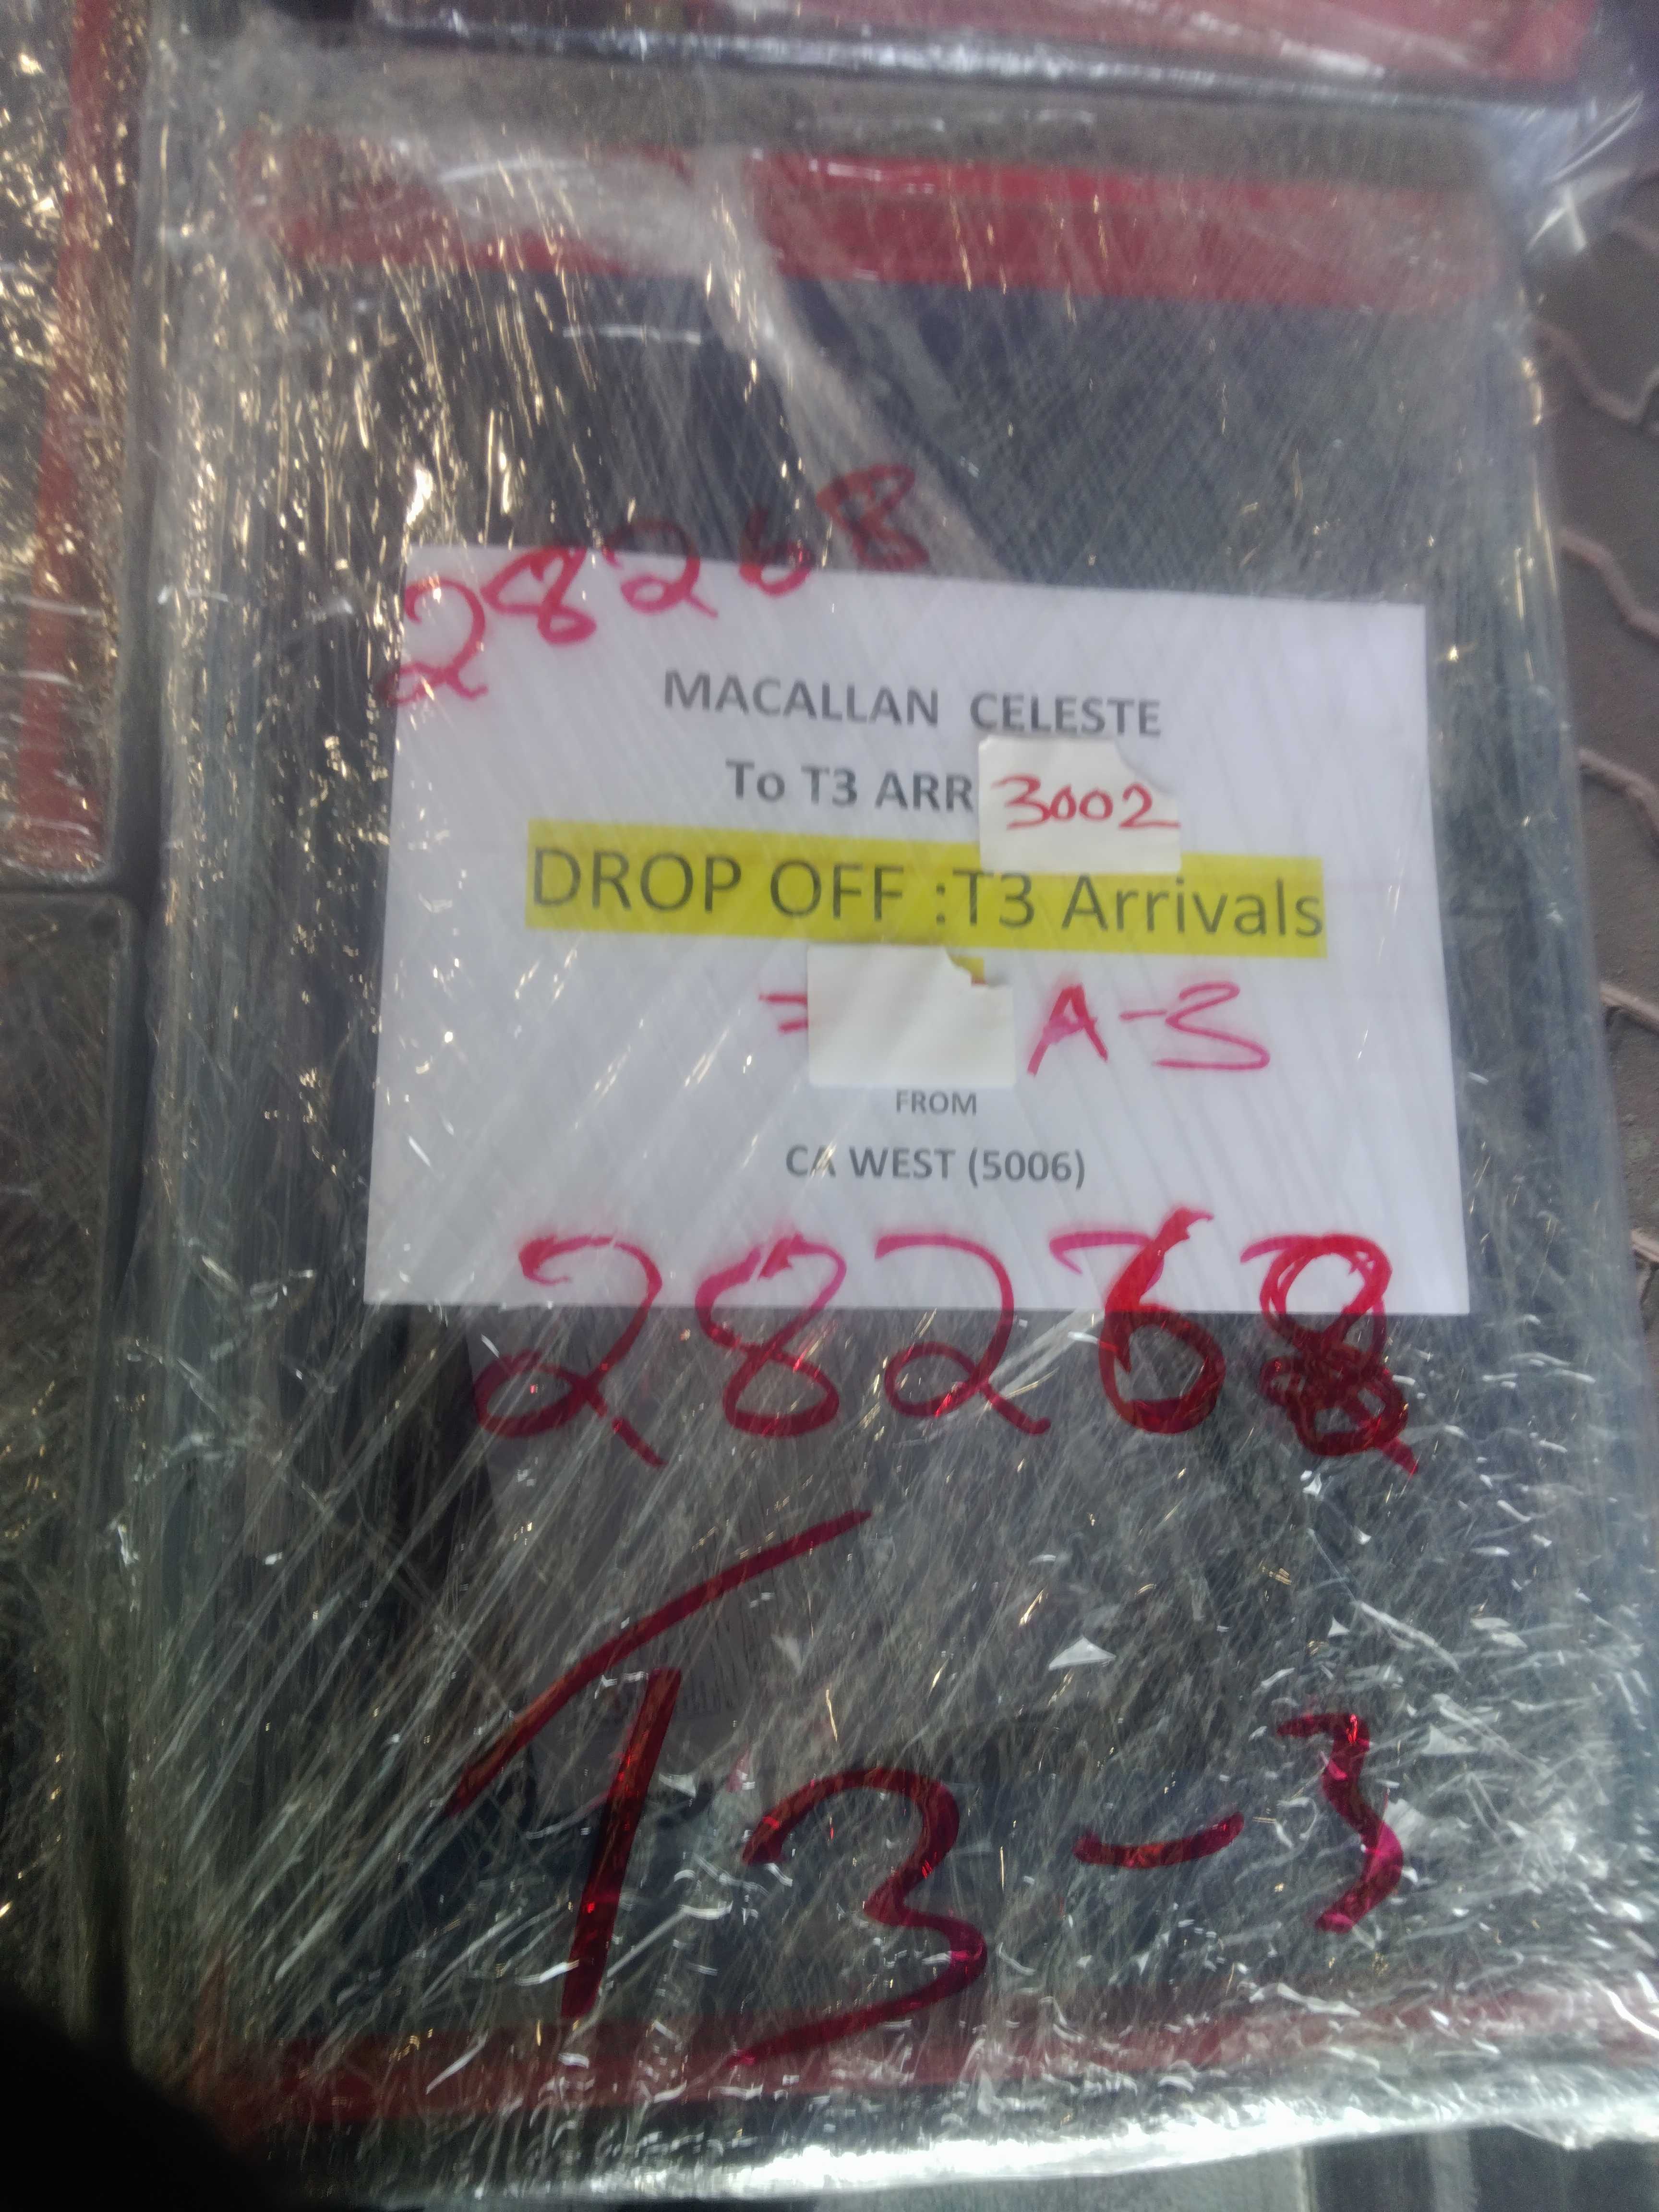 28268
MACALLAN CELESTE
To T3 ARR 3002
DROP OFF :T3 Arrivals
= A-3
FROM
CA WEST (5006)
28268
T3-3